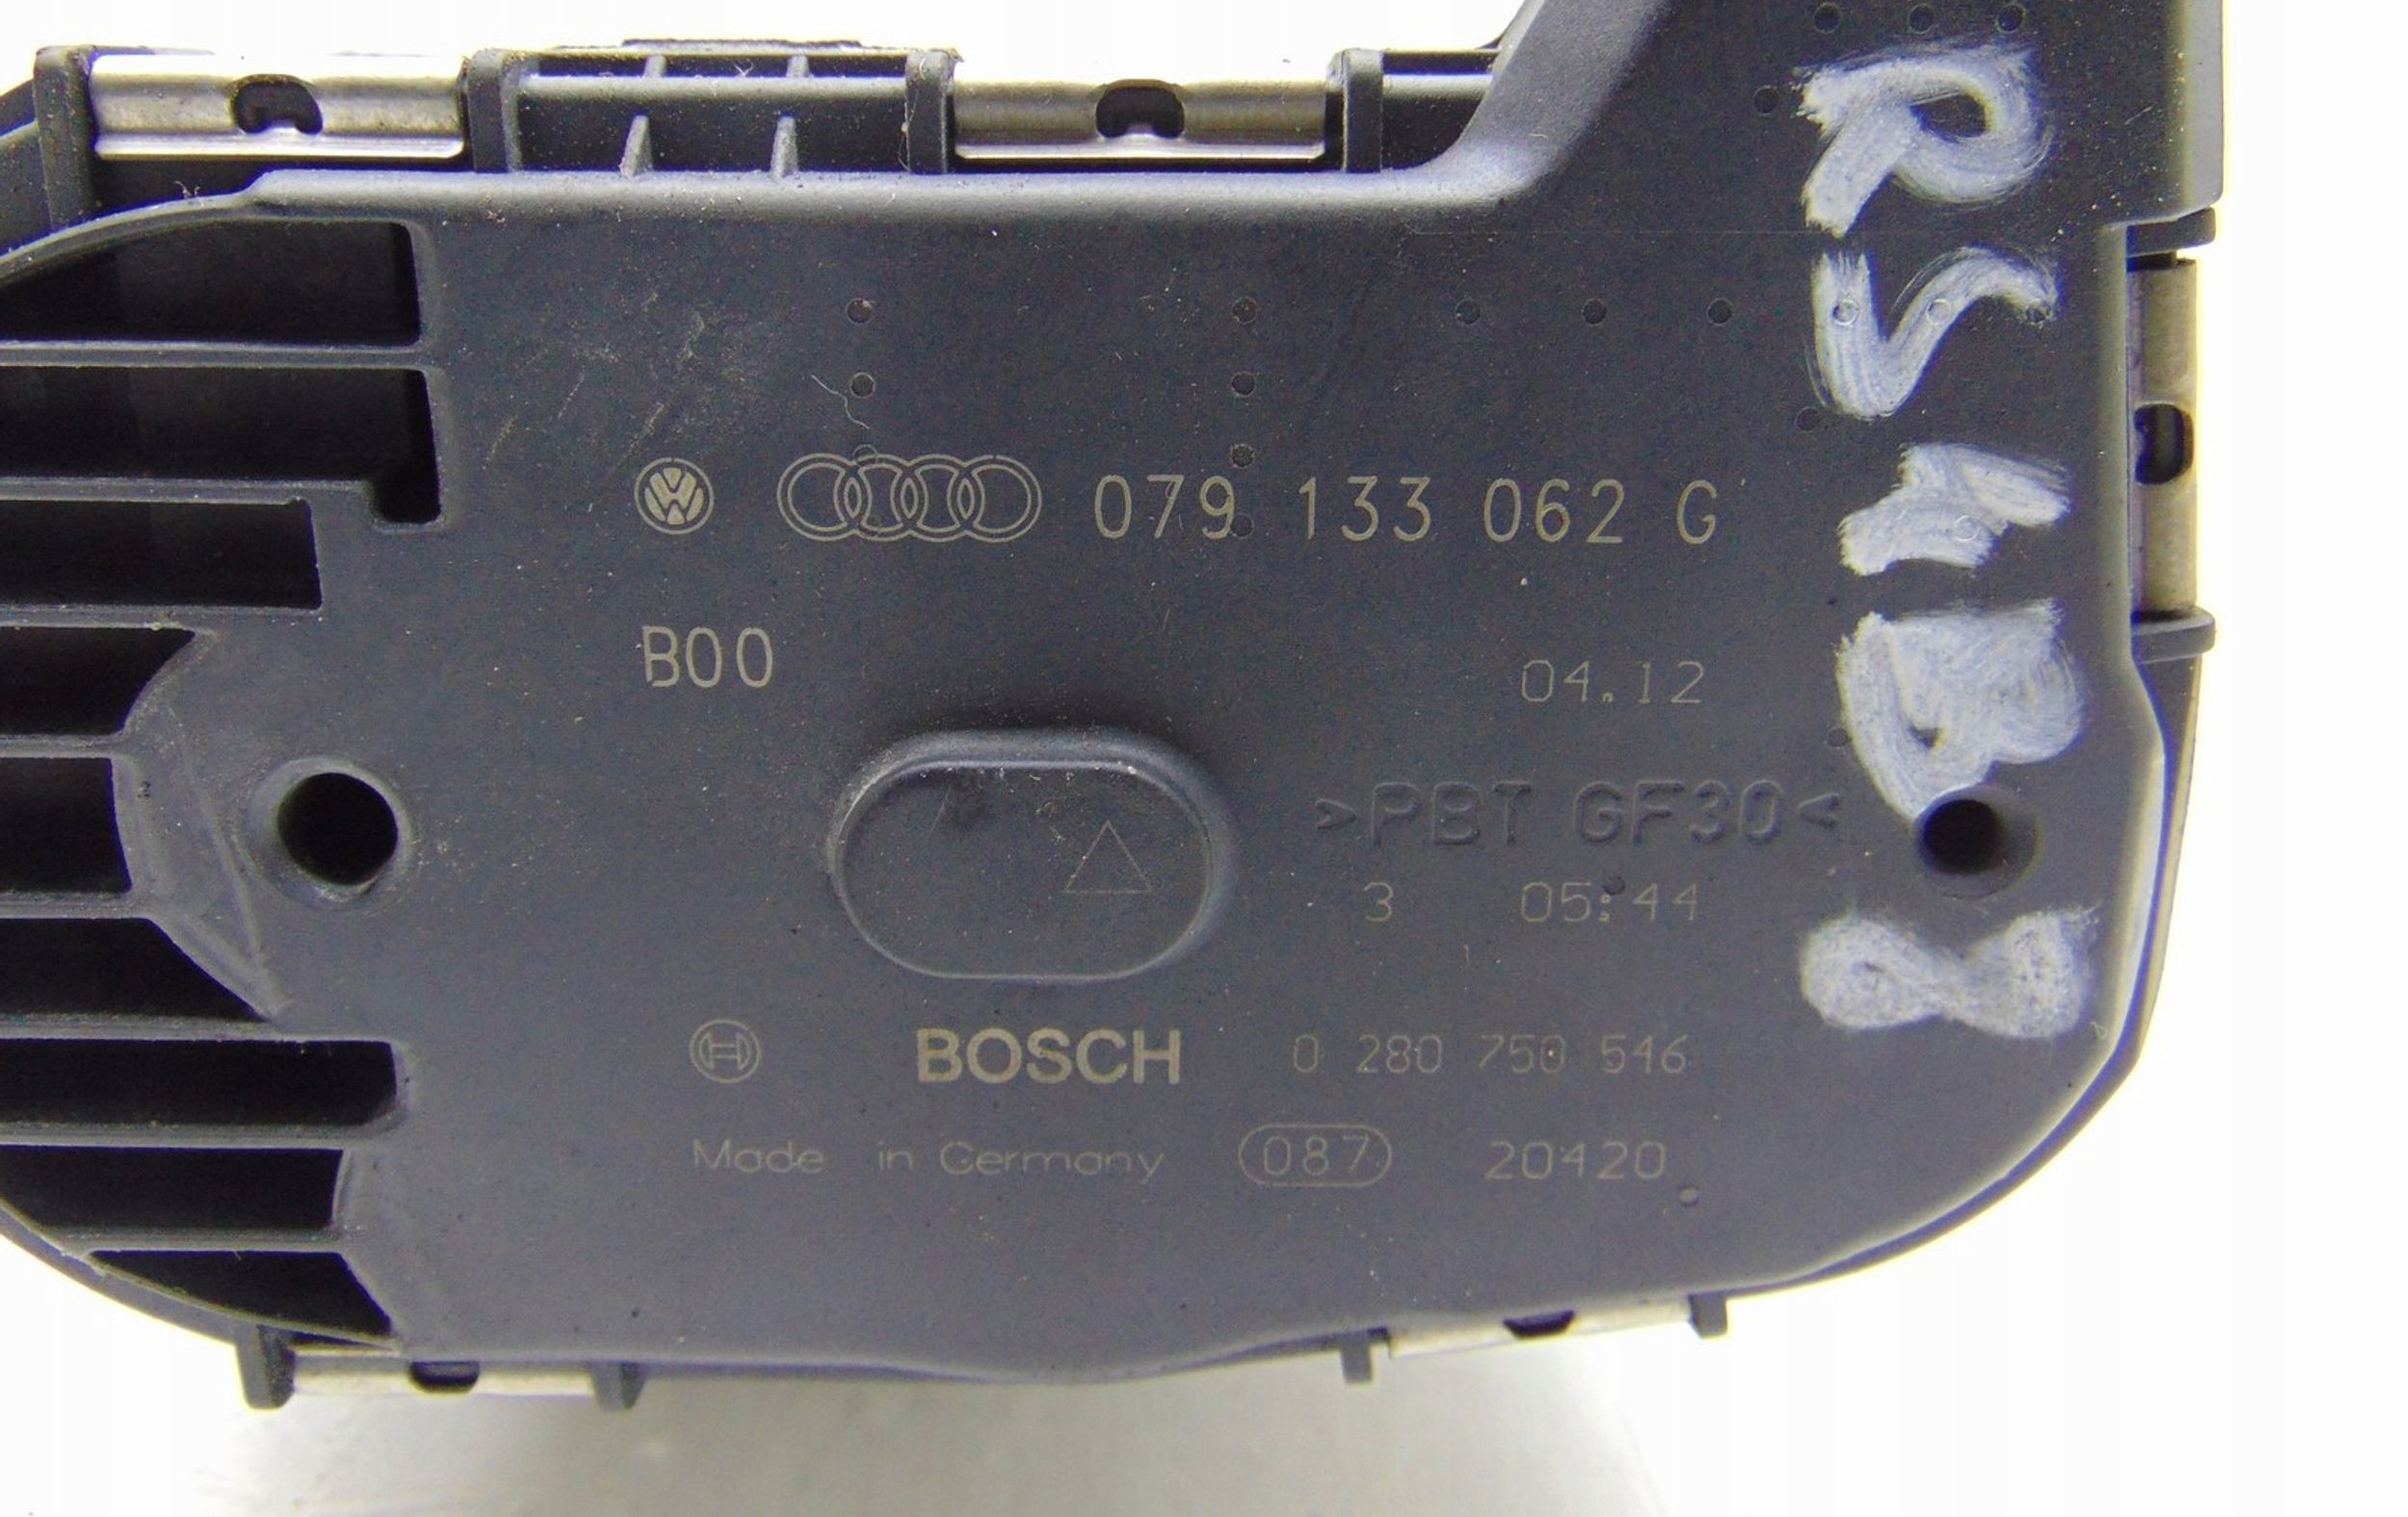 079 133 062 G
B00
04.12
>PBT GF30<
3 05:44
BOSCH 0 280 750 546
Made in Germany 087 20420